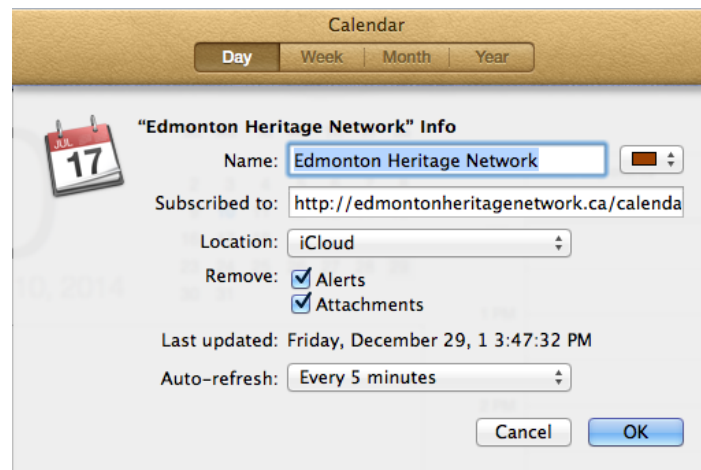 Calendar
Day Week Month Year
"Edmonton Heritage Network" Info
JUL
17
Name: Edmonton Heritage Network
Subscribed to: http://edmontonheritagenetwork.ca/calenda
Location: iCloud
Remove: Alerts
Attachments
10, 2014
Last updated: Friday, December 29, 1 3:47:32 PM
Auto-refresh: Every 5 minutes
Cancel OK